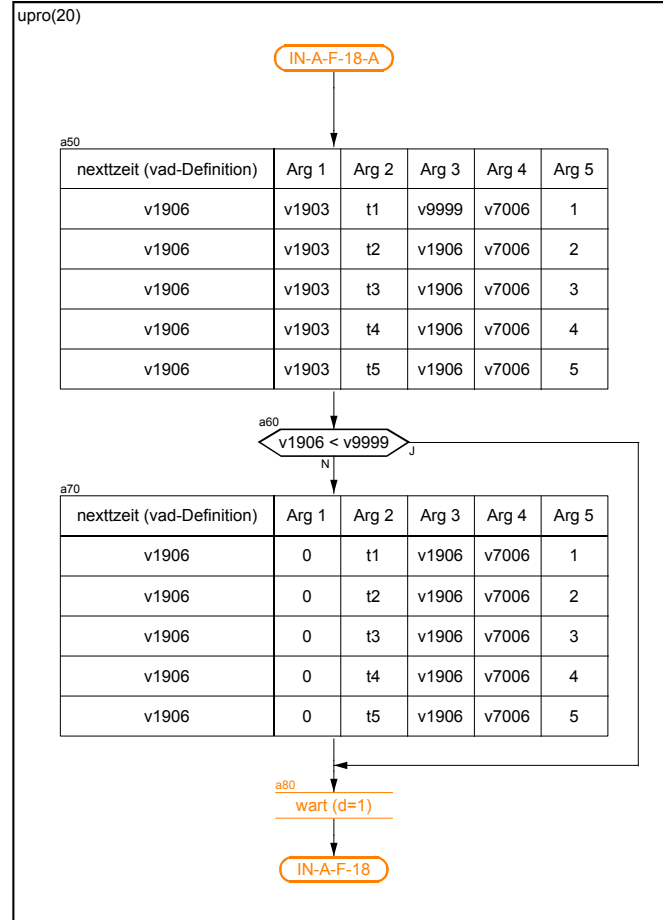 upro(20)
IN-A-F-18-A
a50
nexttzeit (vad-Definition) Arg 1 Arg 2 Arg 3 Arg 4 Arg 5
v1906 v1903 t1 v9999 v7006 1
v1906 v1903 t2 v1906 v7006 2
v1906 v1903 t3 v1906 v7006 3
v1906 v1903 t4 v1906 v7006 4
v1906 v1903 t5 v1906 v7006 5
a60
v1906 < v9999
J
N
a70
nexttzeit (vad-Definition) Arg 1 Arg 2 Arg 3 Arg 4 Arg 5
v1906 0 t1 v1906 v7006 1
v1906 0 t2 v1906 v7006 2
v1906 0 t3 v1906 v7006 3
v1906 0 t4 v1906 v7006 4
v1906 0 t5 v1906 v7006 5
a80
wart (d=1)
IN-A-F-18